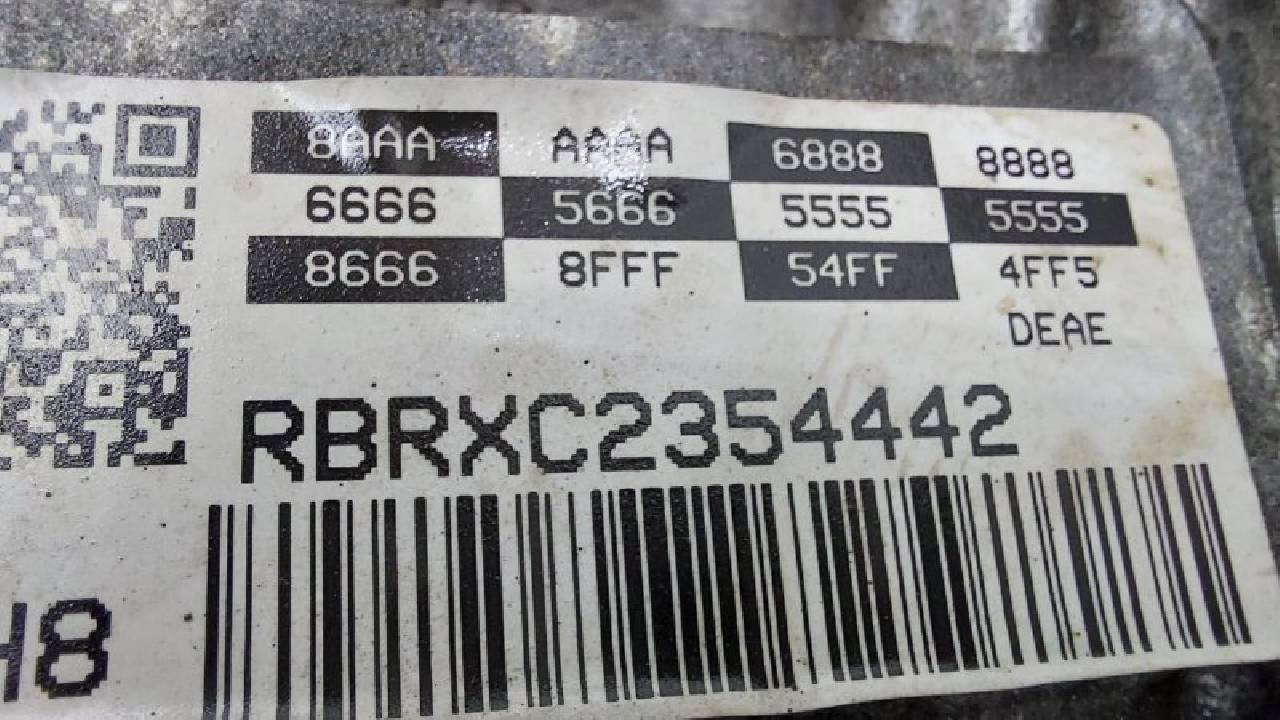 8AAA AAAA 6888 8888
6666 5666 5555 5555
8666 8FFF 54FF 4FF5
DEAE
RBRXC2354442
H8